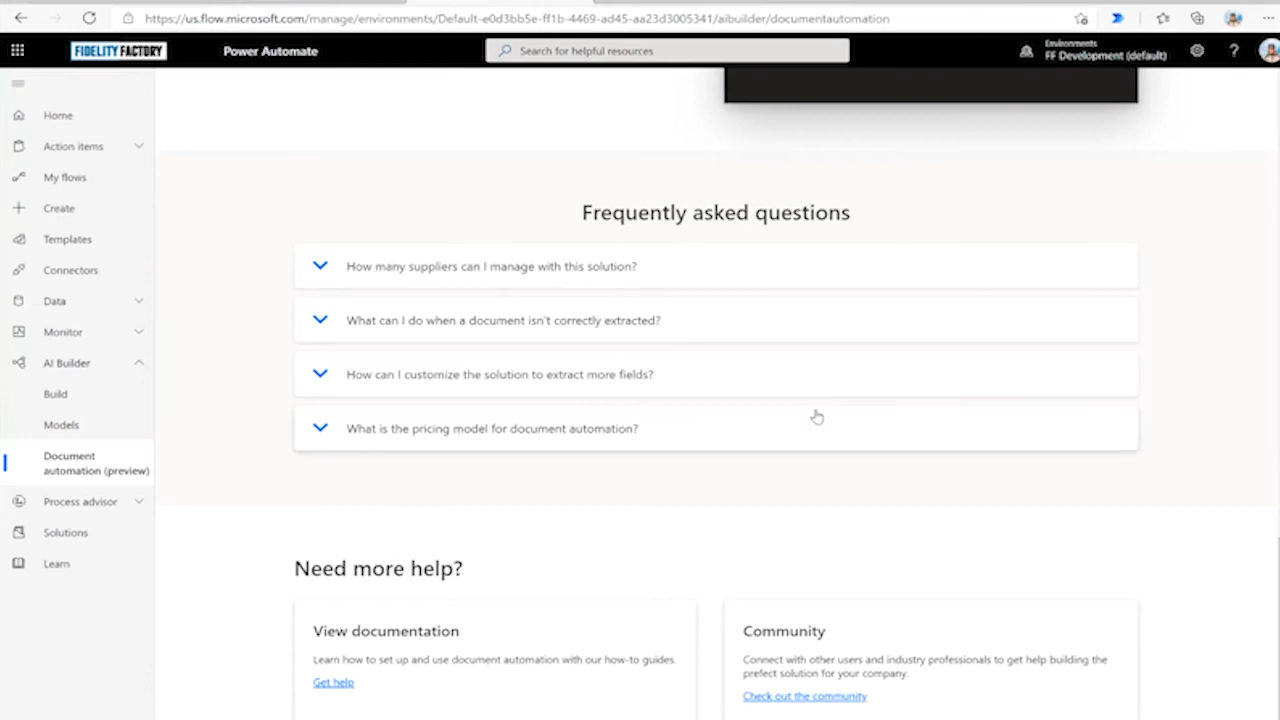 https://us.flow.microsoft.com/manage/environments/Default-e0d3bb5e-ff1b-4469-ad45-aa23d3005341/aibuilder/documentautomation
FIDELITY FACTORY
Power Automate
Search for helpful resources
Environments
FF Development (default)
?
Home
Action items
My flows
Create
Templates
Connectors
Data
Monitor
AI Builder
Build
Models
Document
automation (preview)
Process advisor
Solutions
Learn
Frequently asked questions
How many suppliers can I manage with this solution?
What can I do when a document isn't correctly extracted?
How can I customize the solution to extract more fields?
What is the pricing model for document automation?
Need more help?
View documentation
Learn how to set up and use document automation with our how-to guides.
Get help
Community
Connect with other users and industry professionals to get help building the
prefect solution for your company.
Check out the community